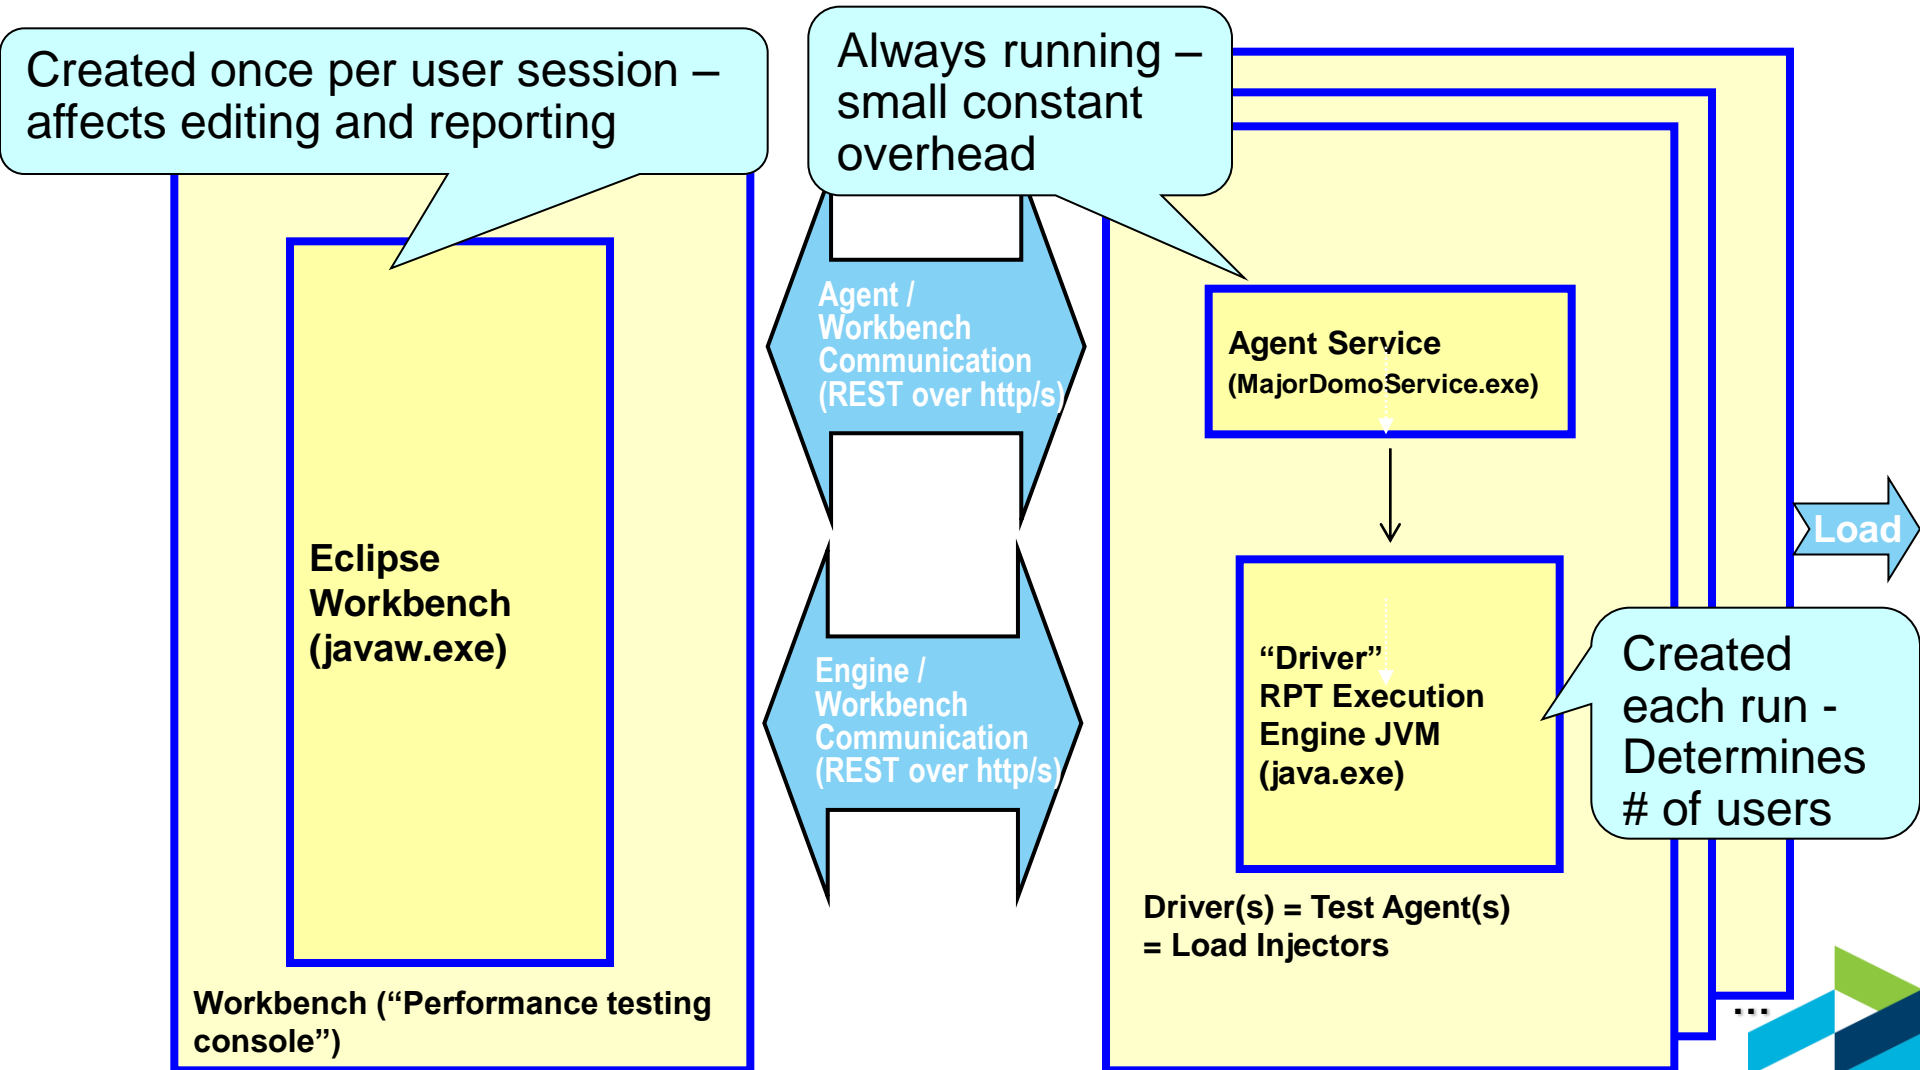 Created once per user session –
affects editing and reporting
Always running –
small constant
overhead
Agent /
Workbench
Communication
(REST over http/s)
Agent Service
(MajorDomoService.exe)
Load
Eclipse
Workbench
(javaw.exe)
Engine /
Workbench
Communication
(REST over http/s)
“Driver”
RPT Execution
Engine JVM
(java.exe)
Created
each run -
Determines
# of users
Driver(s) = Test Agent(s)
= Load Injectors
Workbench (“Performance testing
console”)
...